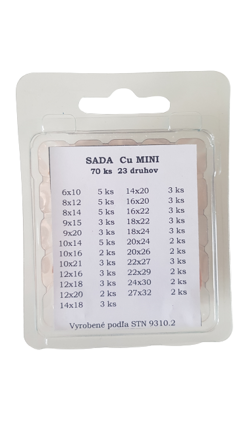 SADA Cu MINI
70 ks 23 druhov
6x10 5 ks 14x20 3 ks
8x12 5 ks 16x20 3 ks
8x14 5 ks 16x22 3 ks
9x15 3 ks 18x22 3 ks
9x20 3 ks 18x24 3 ks
10x14 5 ks 20x24 2 ks
10x16 2 ks 20x26 2 ks
10x21 3 ks 22x27 3 ks
12x16 3 ks 22x29 2 ks
12x18 3 ks 24x30 2 ks
12x20 2 ks 27x32 2 ks
14x18 3 ks
Vyrobené podľa STN 9310.2